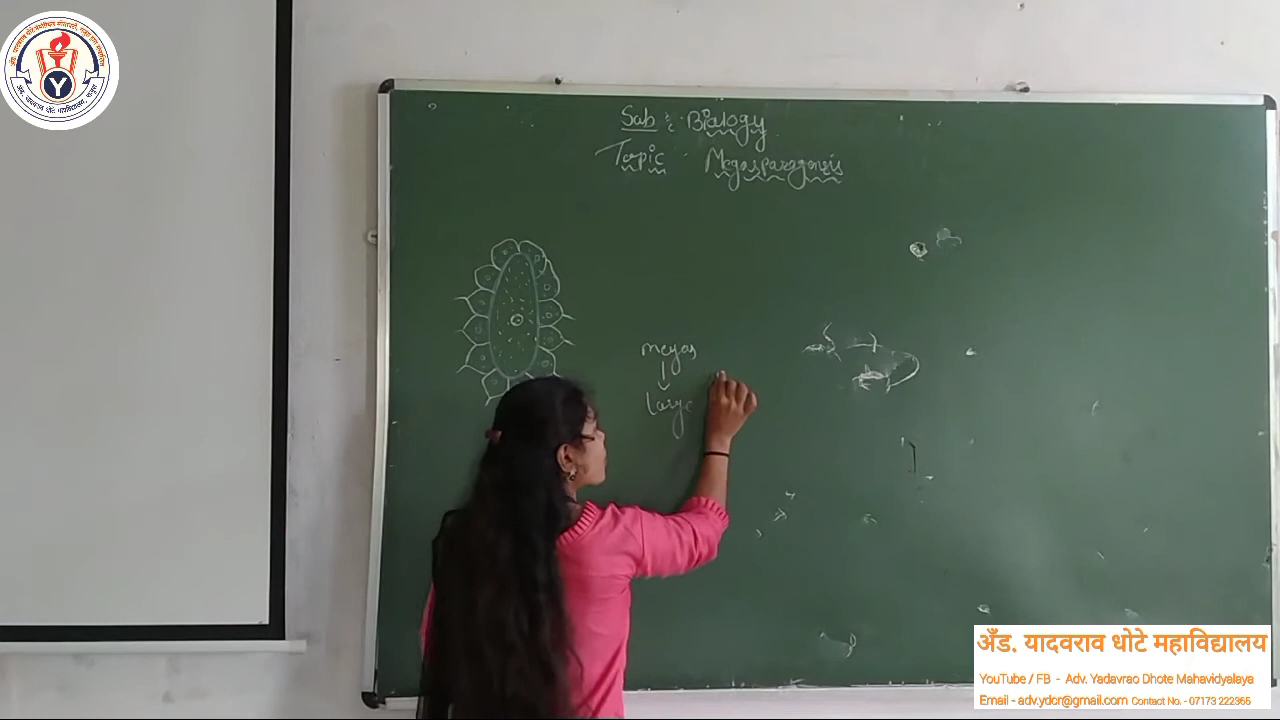 Sub : Biology
Topic : Megasporogensis
megas
large
Y
अँड. यादवराव धोटे महाविद्यालय
YouTube / FB - Adv. Yadavrao Dhote Mahavidyalaya
Email - adv.ydcr@gmail.com Contact No. - 07173 222365